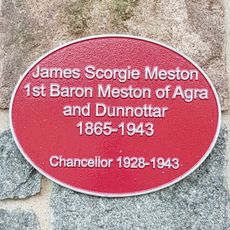 James Scorgie Meston
1st Baron Meston of Agra
and Dunnottar
1865-1943
Chancellor 1928-1943